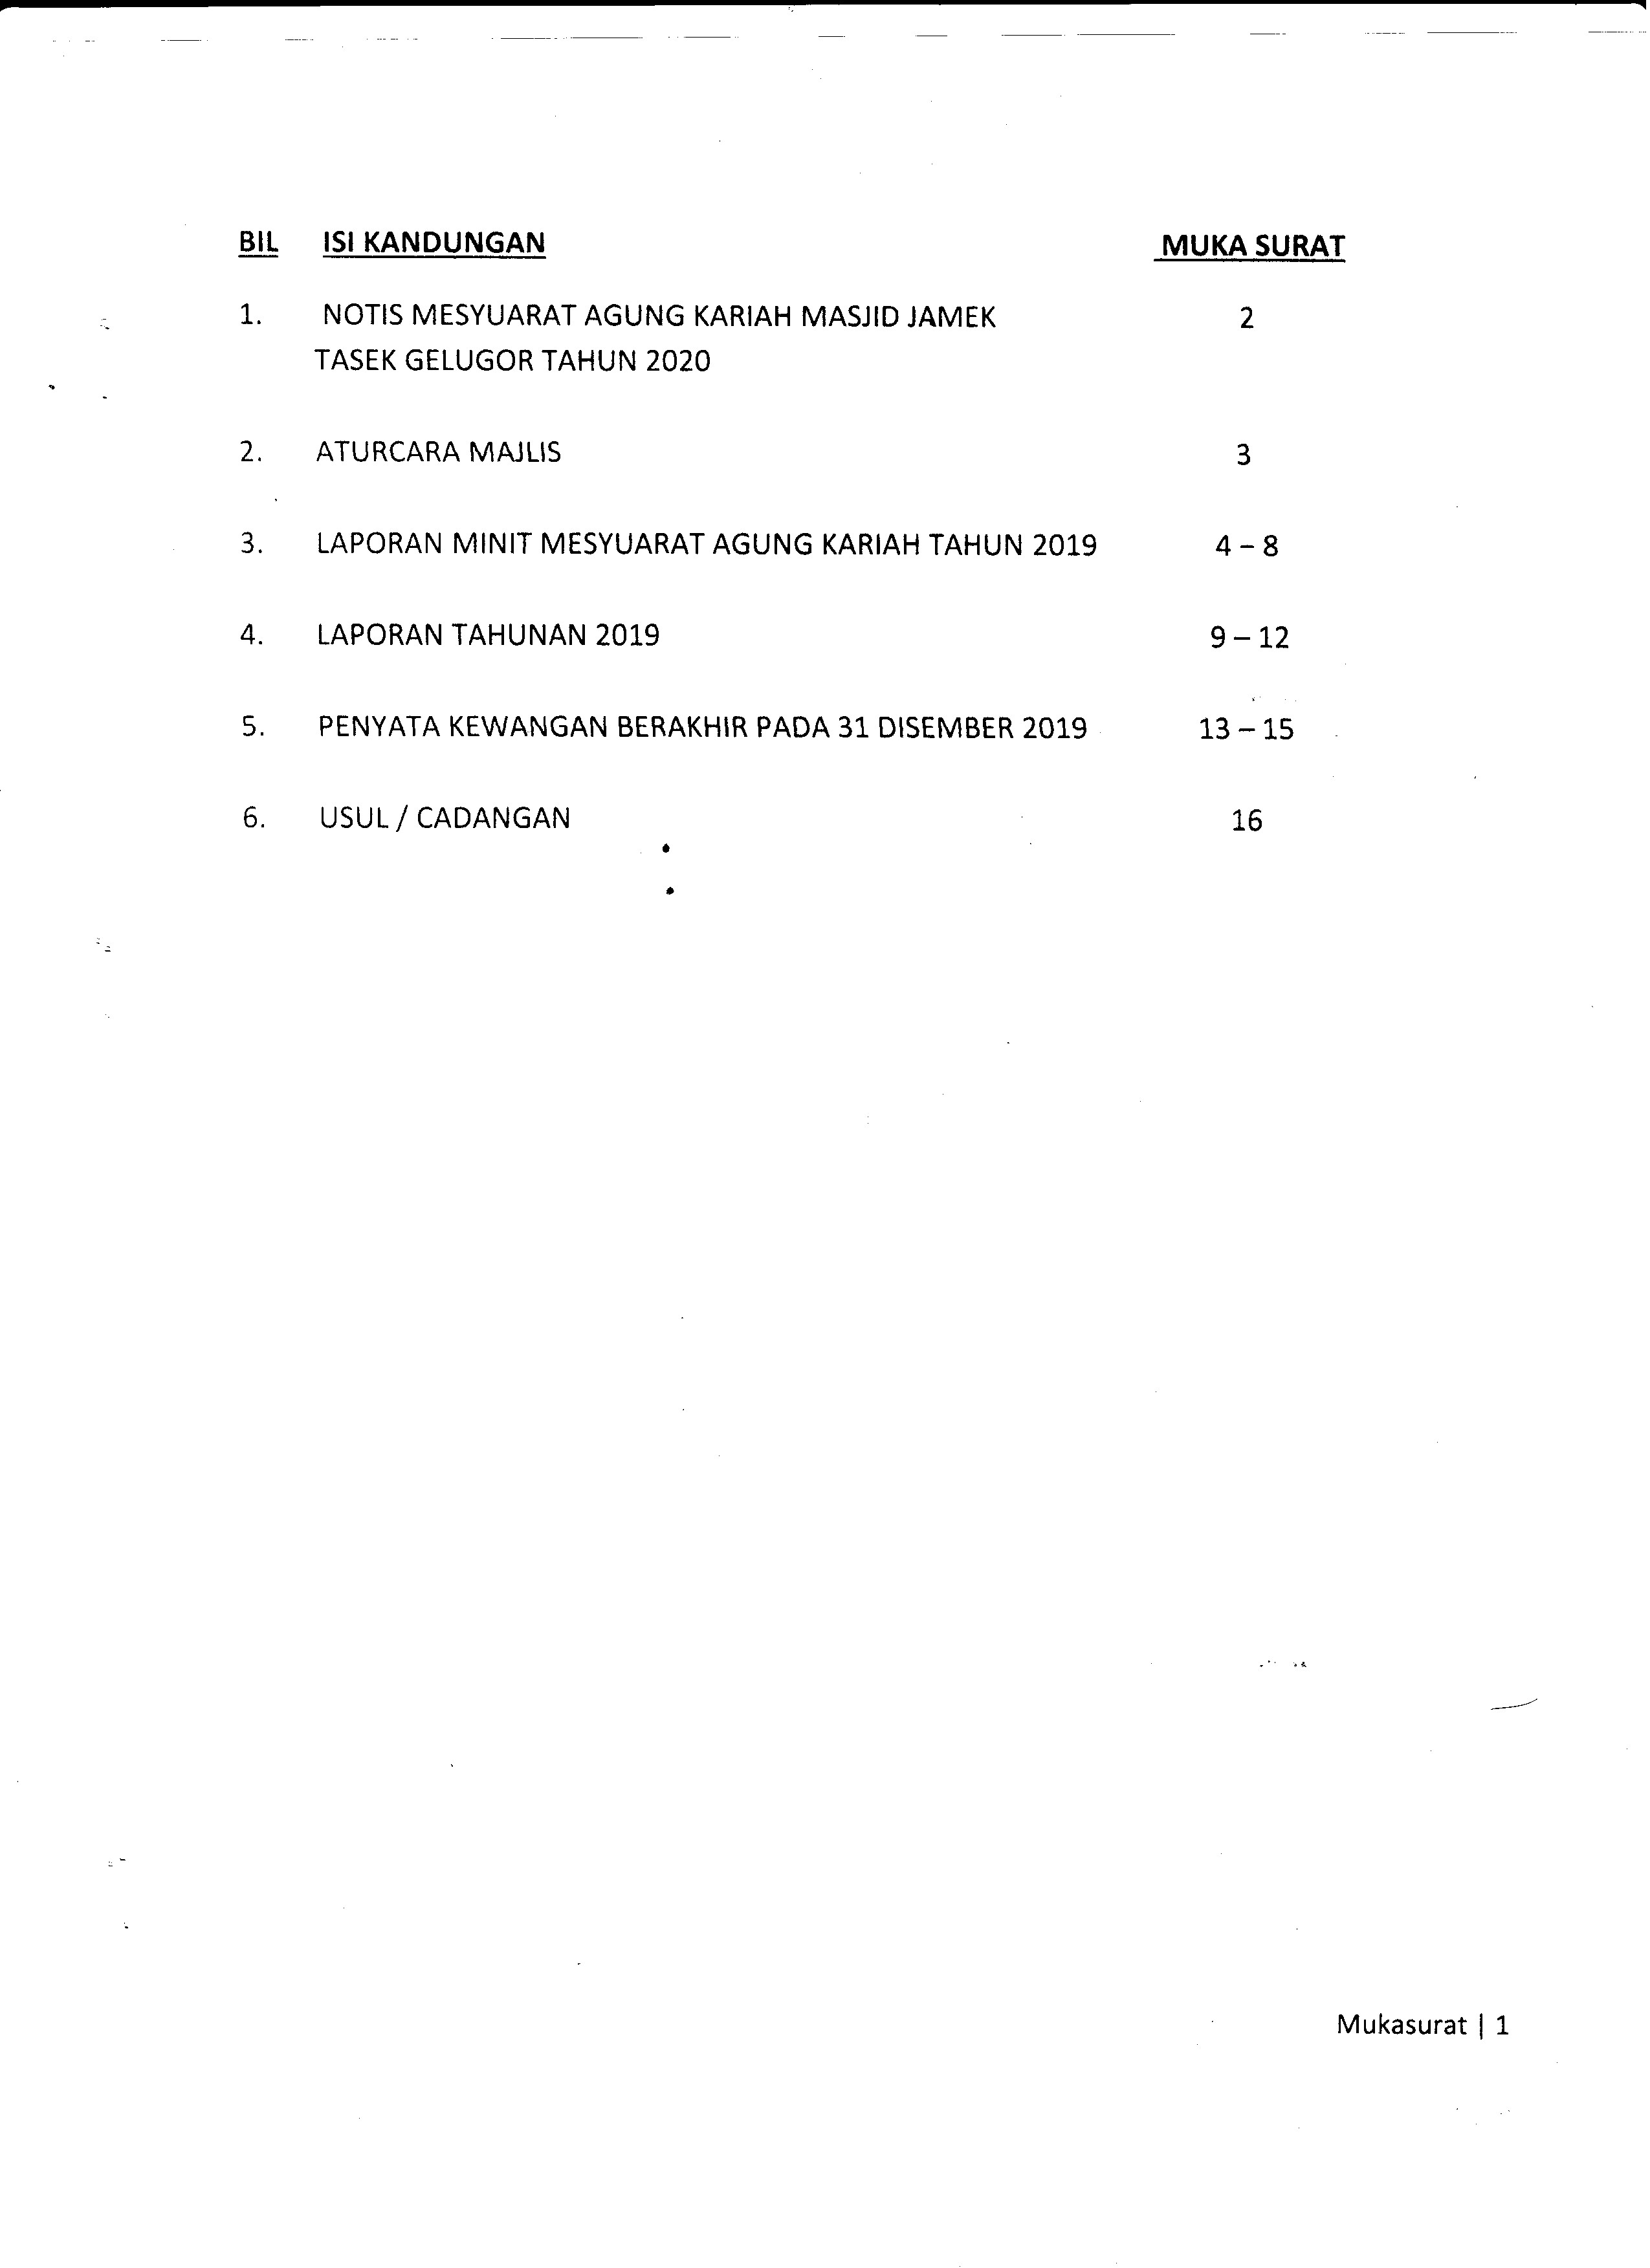 BIL ISI KANDUNGAN MUKA SURAT
1. NOTIS MESYUARAT AGUNG KARIAH MASJID JAMEK 2
TASEK GELUGOR TAHUN 2020
2. ATURCARA MAJLIS 3
3. LAPORAN MINIT MESYUARAT AGUNG KARIAH TAHUN 2019 4 – 8
4. LAPORAN TAHUNAN 2019 9 – 12
5. PENYATA KEWANGAN BERAKHIR PADA 31 DISEMBER 2019 13 – 15
6. USUL / CADANGAN 16
Mukasurat | 1